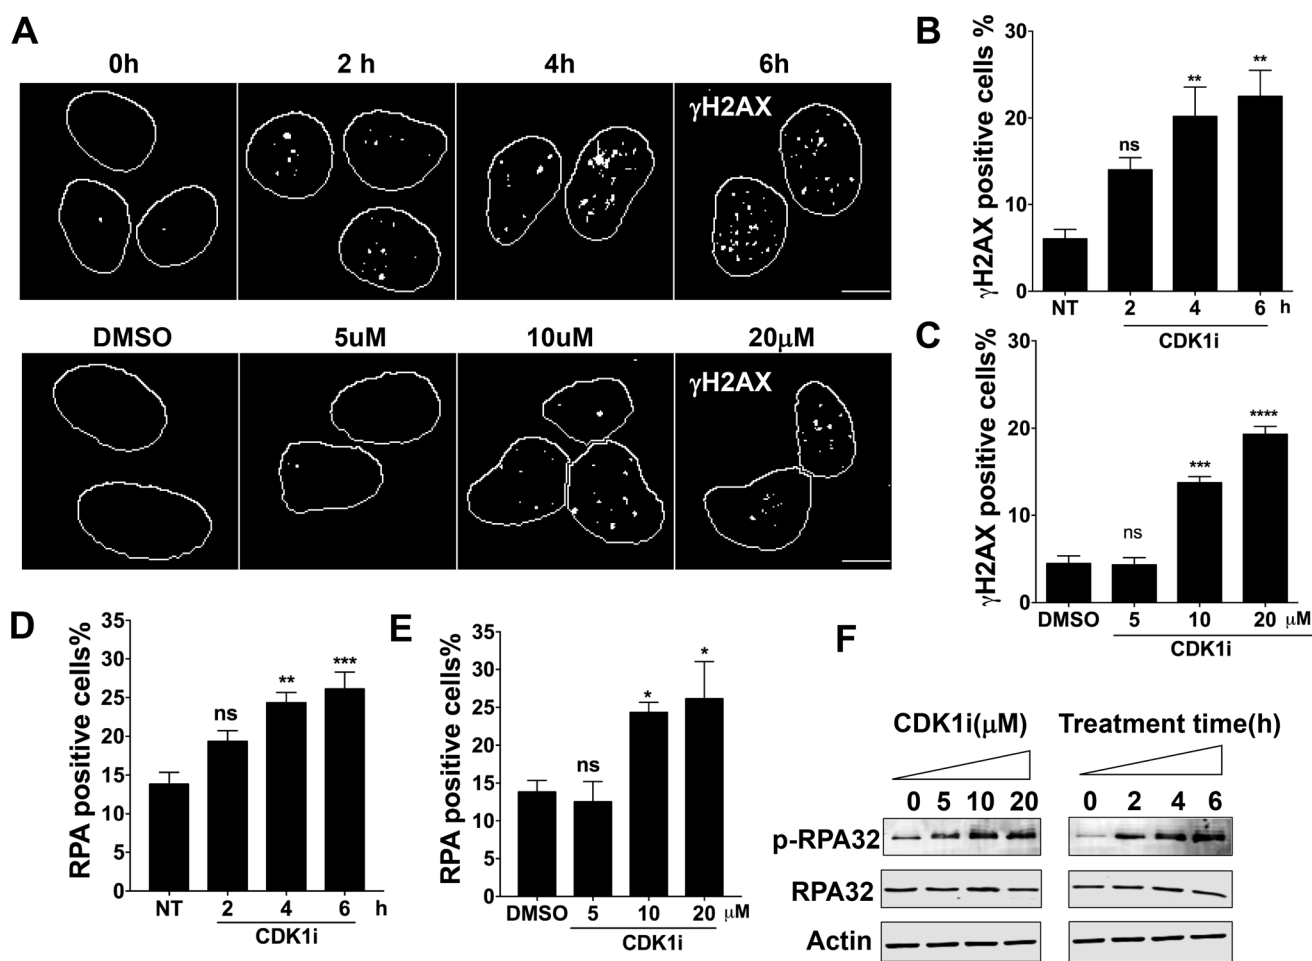 A
0h 2 h 4h 6h
γH2AX
DMSO 5uM 10uM 20μM
γH2AX
B
γH2AX positive cells %
30
20
10
0
ns ** **
NT 2 4 6 h
CDK1i
C
γH2AX positive cells%
30
20
10
0
ns *** ****
DMSO 5 10 20 μM
CDK1i
D
RPA positive cells%
35
30
25
20
15
10
5
0
ns ** ***
NT 2 4 6 h
CDK1i
E
RPA positive cells%
35
30
25
20
15
10
5
0
ns * *
DMSO 5 10 20 μM
CDK1i
F
CDK1i(μM) Treatment time(h)
0 5 10 20 0 2 4 6
p-RPA32
RPA32
Actin